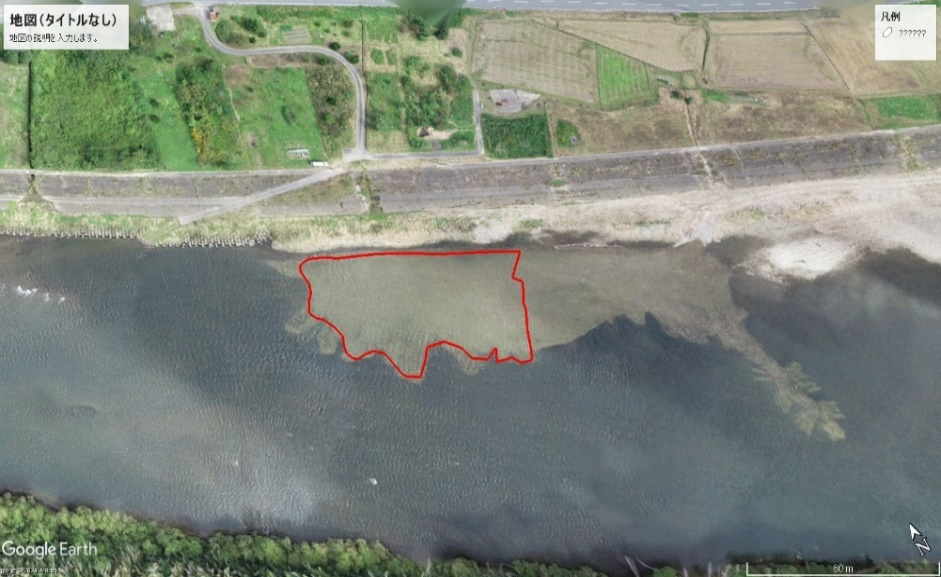 地図（タイトルなし）
地図の説明を入力します。
凡例
??????
Google Earth
60 m
N